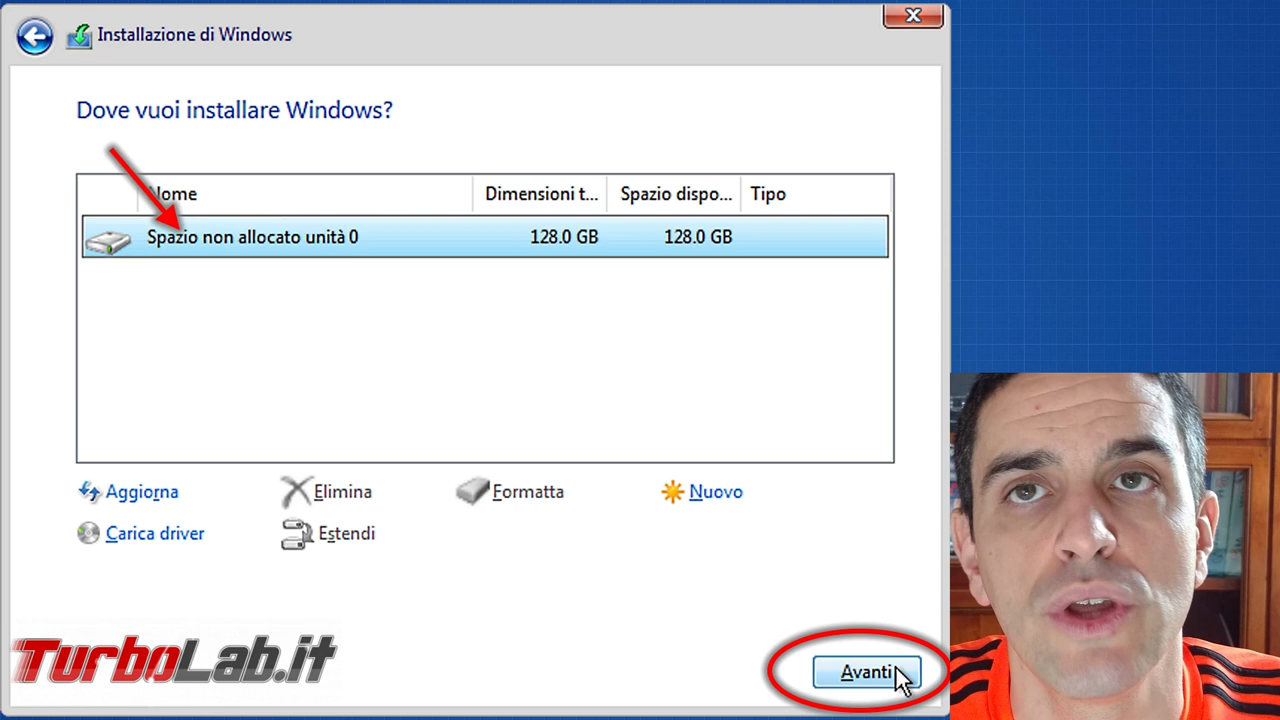 Installazione di Windows
Dove vuoi installare Windows?
Nome Dimensioni t... Spazio dispo... Tipo
Spazio non allocato unità 0 128.0 GB 128.0 GB
Aggiorna Elimina Formatta Nuovo
Carica driver Estendi
TurboLab.it
Avanti